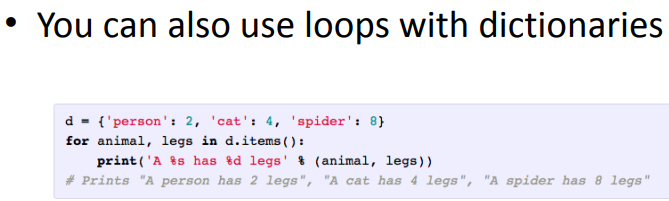 • You can also use loops with dictionaries
d = {'person': 2, 'cat': 4, 'spider': 8}
for animal, legs in d.items():
    print('A %s has %d legs' % (animal, legs))
# Prints "A person has 2 legs", "A cat has 4 legs", "A spider has 8 legs"